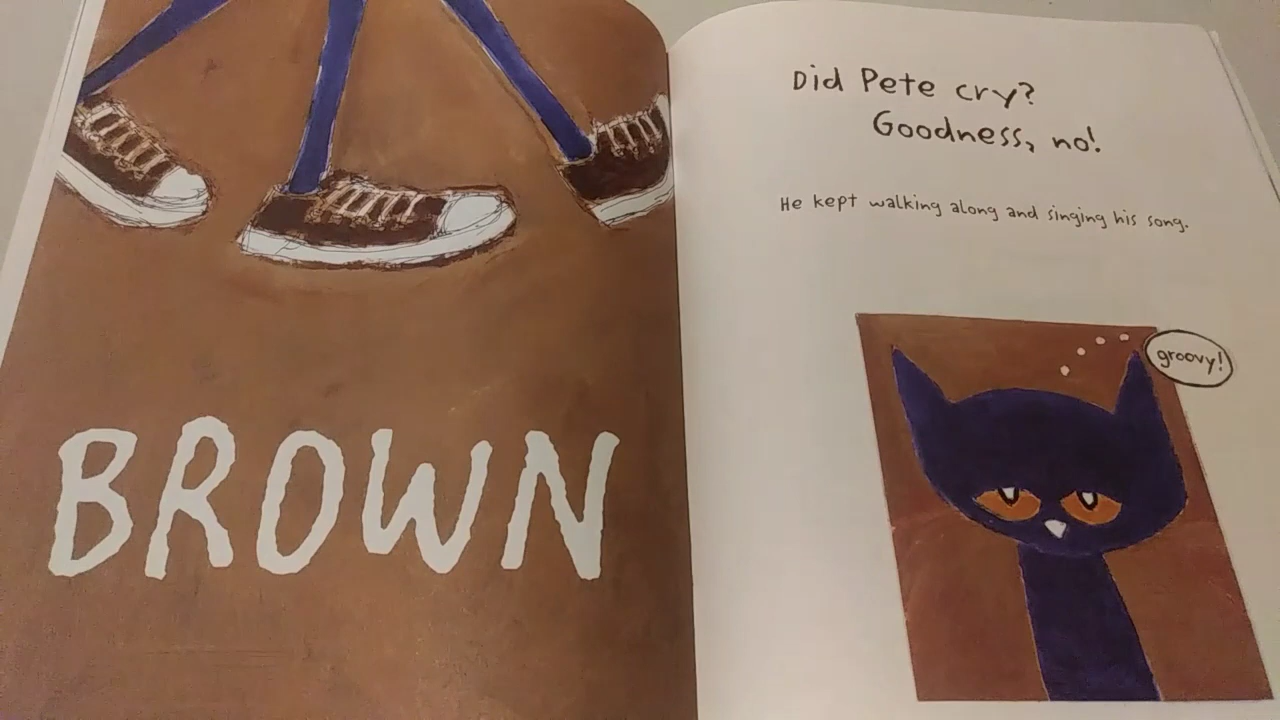 BROWN
Did Pete cry?
Goodness, no!
He kept walking along and singing his song.
groovy!